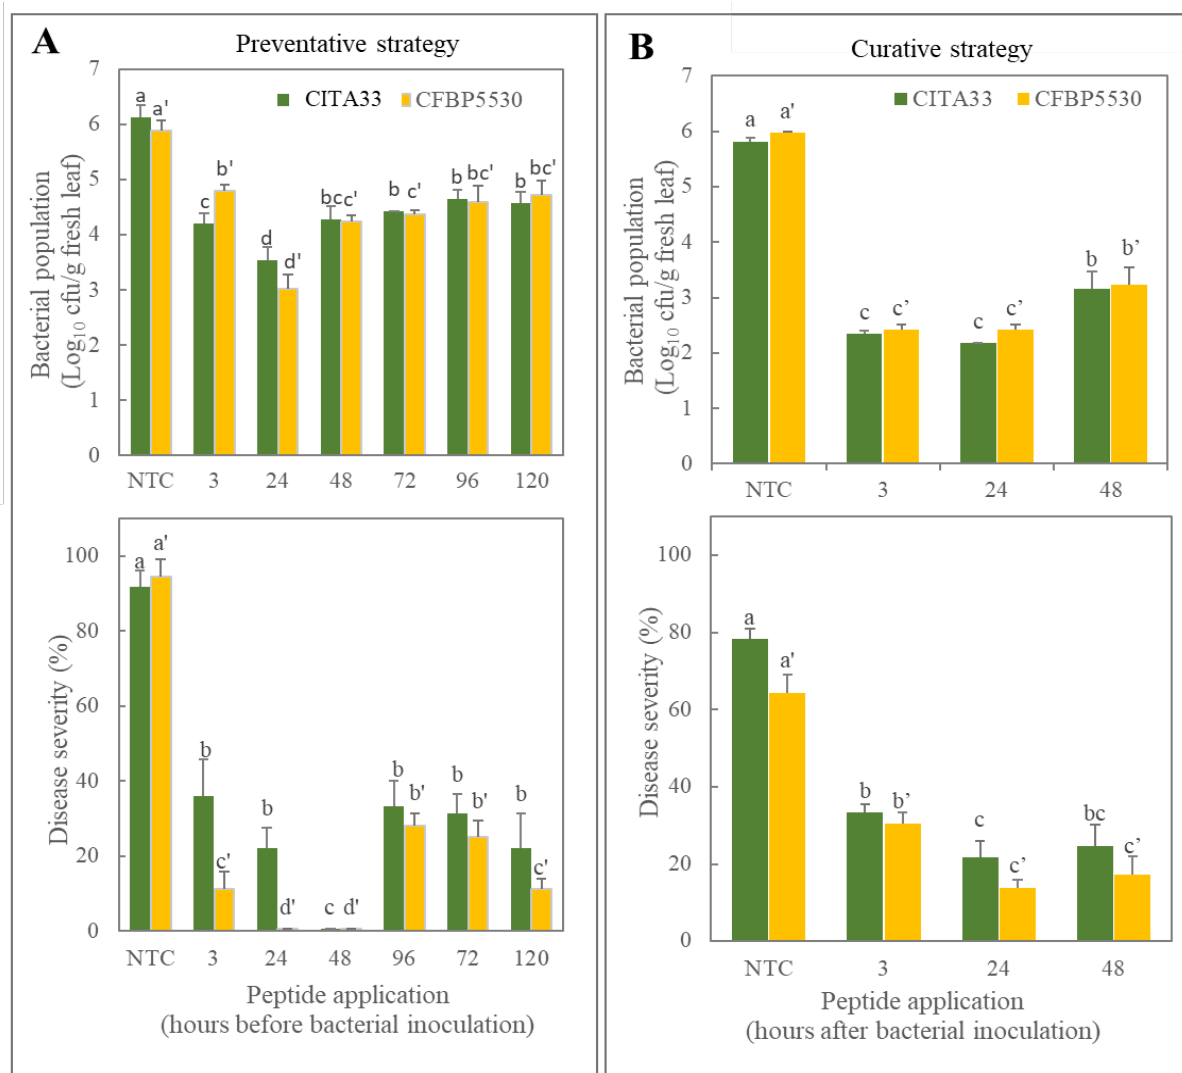 A
Preventative strategy
7
6
5
4
3
2
1
0
Bacterial population
(Log10 cfu/g fresh leaf)
CITA33
CFBP5530
a a'
c b'
d d'
bc c'
b c'
b bc'
b bc'
NTC 3 24 48 72 96 120
100
80
60
40
20
0
Disease severity (%)
a a'
b c'
b d'
c d'
b b'
b b'
b c'
NTC 3 24 48 96 72 120
Peptide application
(hours before bacterial inoculation)
B
Curative strategy
7
6
5
4
3
2
1
0
Bacterial population
(Log10 cfu/g fresh leaf)
CITA33
CFBP5530
a a'
c c’
c c’
b b’
NTC 3 24 48
100
80
60
40
20
0
Disease severity (%)
a a'
b b’
c c’
bc c’
NTC 3 24 48
Peptide application
(hours after bacterial inoculation)